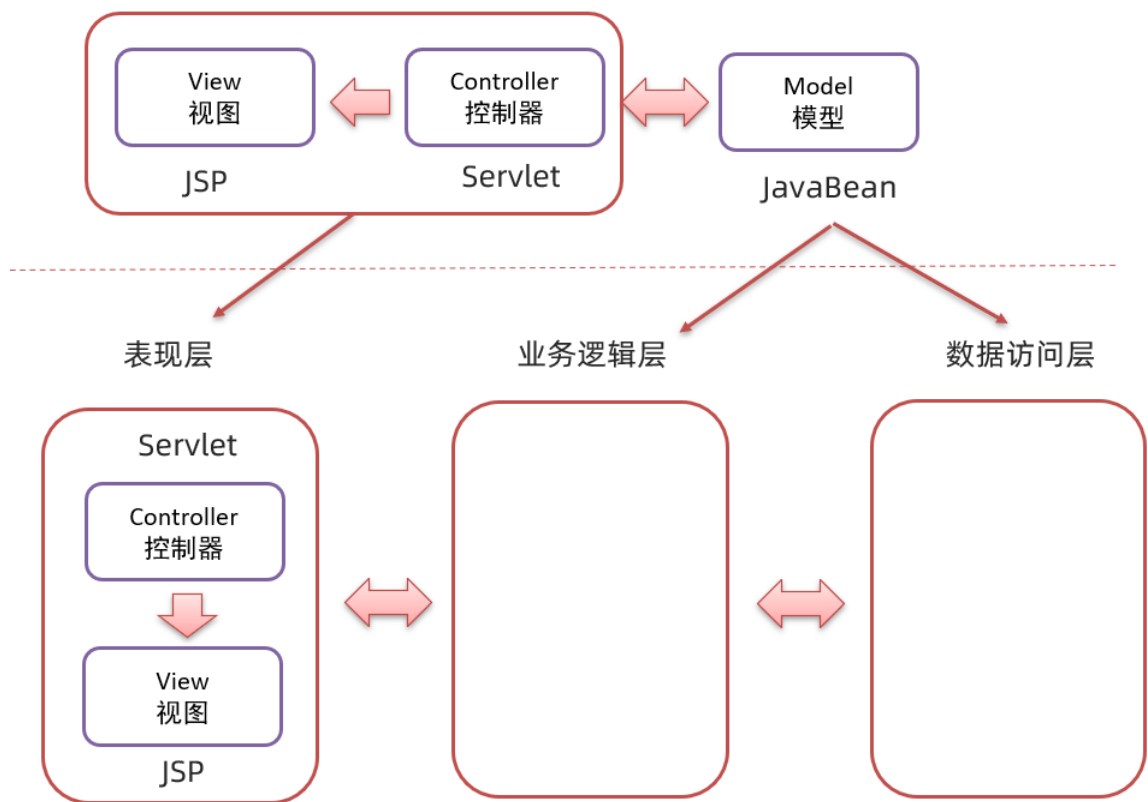 View
视图
Controller
控制器
Model
模型
JSP
Servlet
JavaBean
表现层
业务逻辑层
数据访问层
Servlet
Controller
控制器
View
视图
JSP